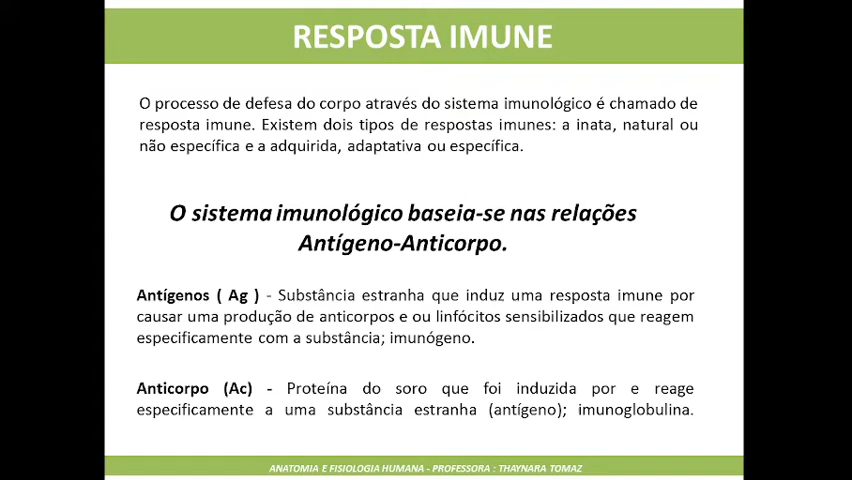 RESPOSTA IMUNE
O processo de defesa do corpo através do sistema imunológico é chamado de
resposta imune. Existem dois tipos de respostas imunes: a inata, natural ou
não específica e a adquirida, adaptativa ou específica.
O sistema imunológico baseia-se nas relações
Antígeno-Anticorpo.
Antígenos ( Ag ) - Substância estranha que induz uma resposta imune por
causar uma produção de anticorpos e ou linfócitos sensibilizados que reagem
especificamente com a substância; imunógeno.
Anticorpo (Ac) - Proteína do soro que foi induzida por e reage
especificamente a uma substância estranha (antígeno); imunoglobulina.
ANATOMIA E FISIOLOGIA HUMANA - PROFESSORA : THAYNARA TOMAZ